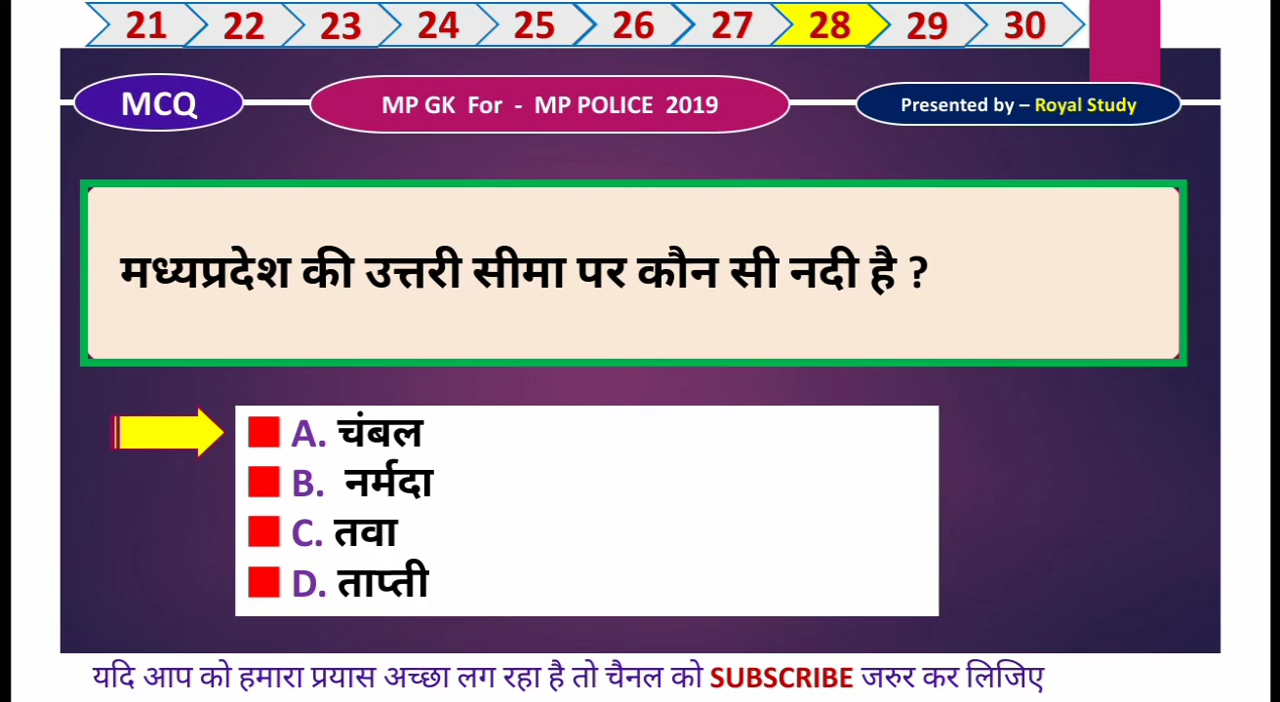 21 22 23 24 25 26 27 28 29 30
MCQ MP GK For - MP POLICE 2019 Presented by – Royal Study
मध्यप्रदेश की उत्तरी सीमा पर कौन सी नदी है ?
A. चंबल
B. नर्मदा
C. तवा
D. ताप्ती
यदि आप को हमारा प्रयास अच्छा लग रहा है तो चैनल को SUBSCRIBE जरुर कर लिजिए